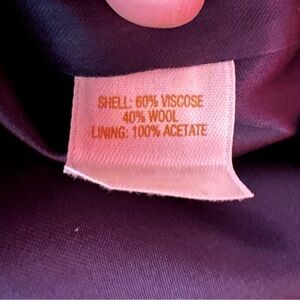 SHELL: 60% VISCOSE
40% WOOL
LINING: 100% ACETATE